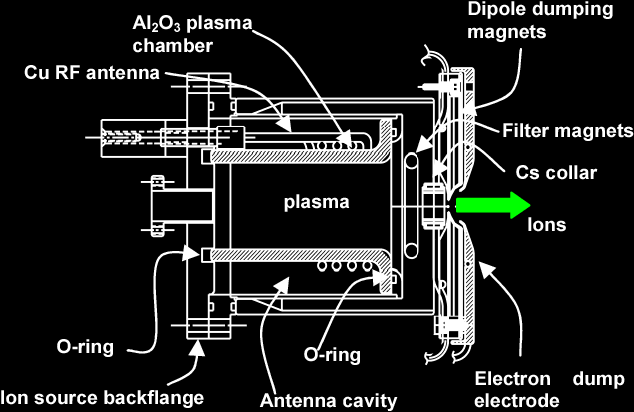 Al₂O₃ plasma
chamber
Dipole dumping
magnets
Cu RF antenna
Filter magnets
Cs collar
plasma
Ions
O-ring
O-ring
Ion source backflange
Antenna cavity
Electron dump
electrode